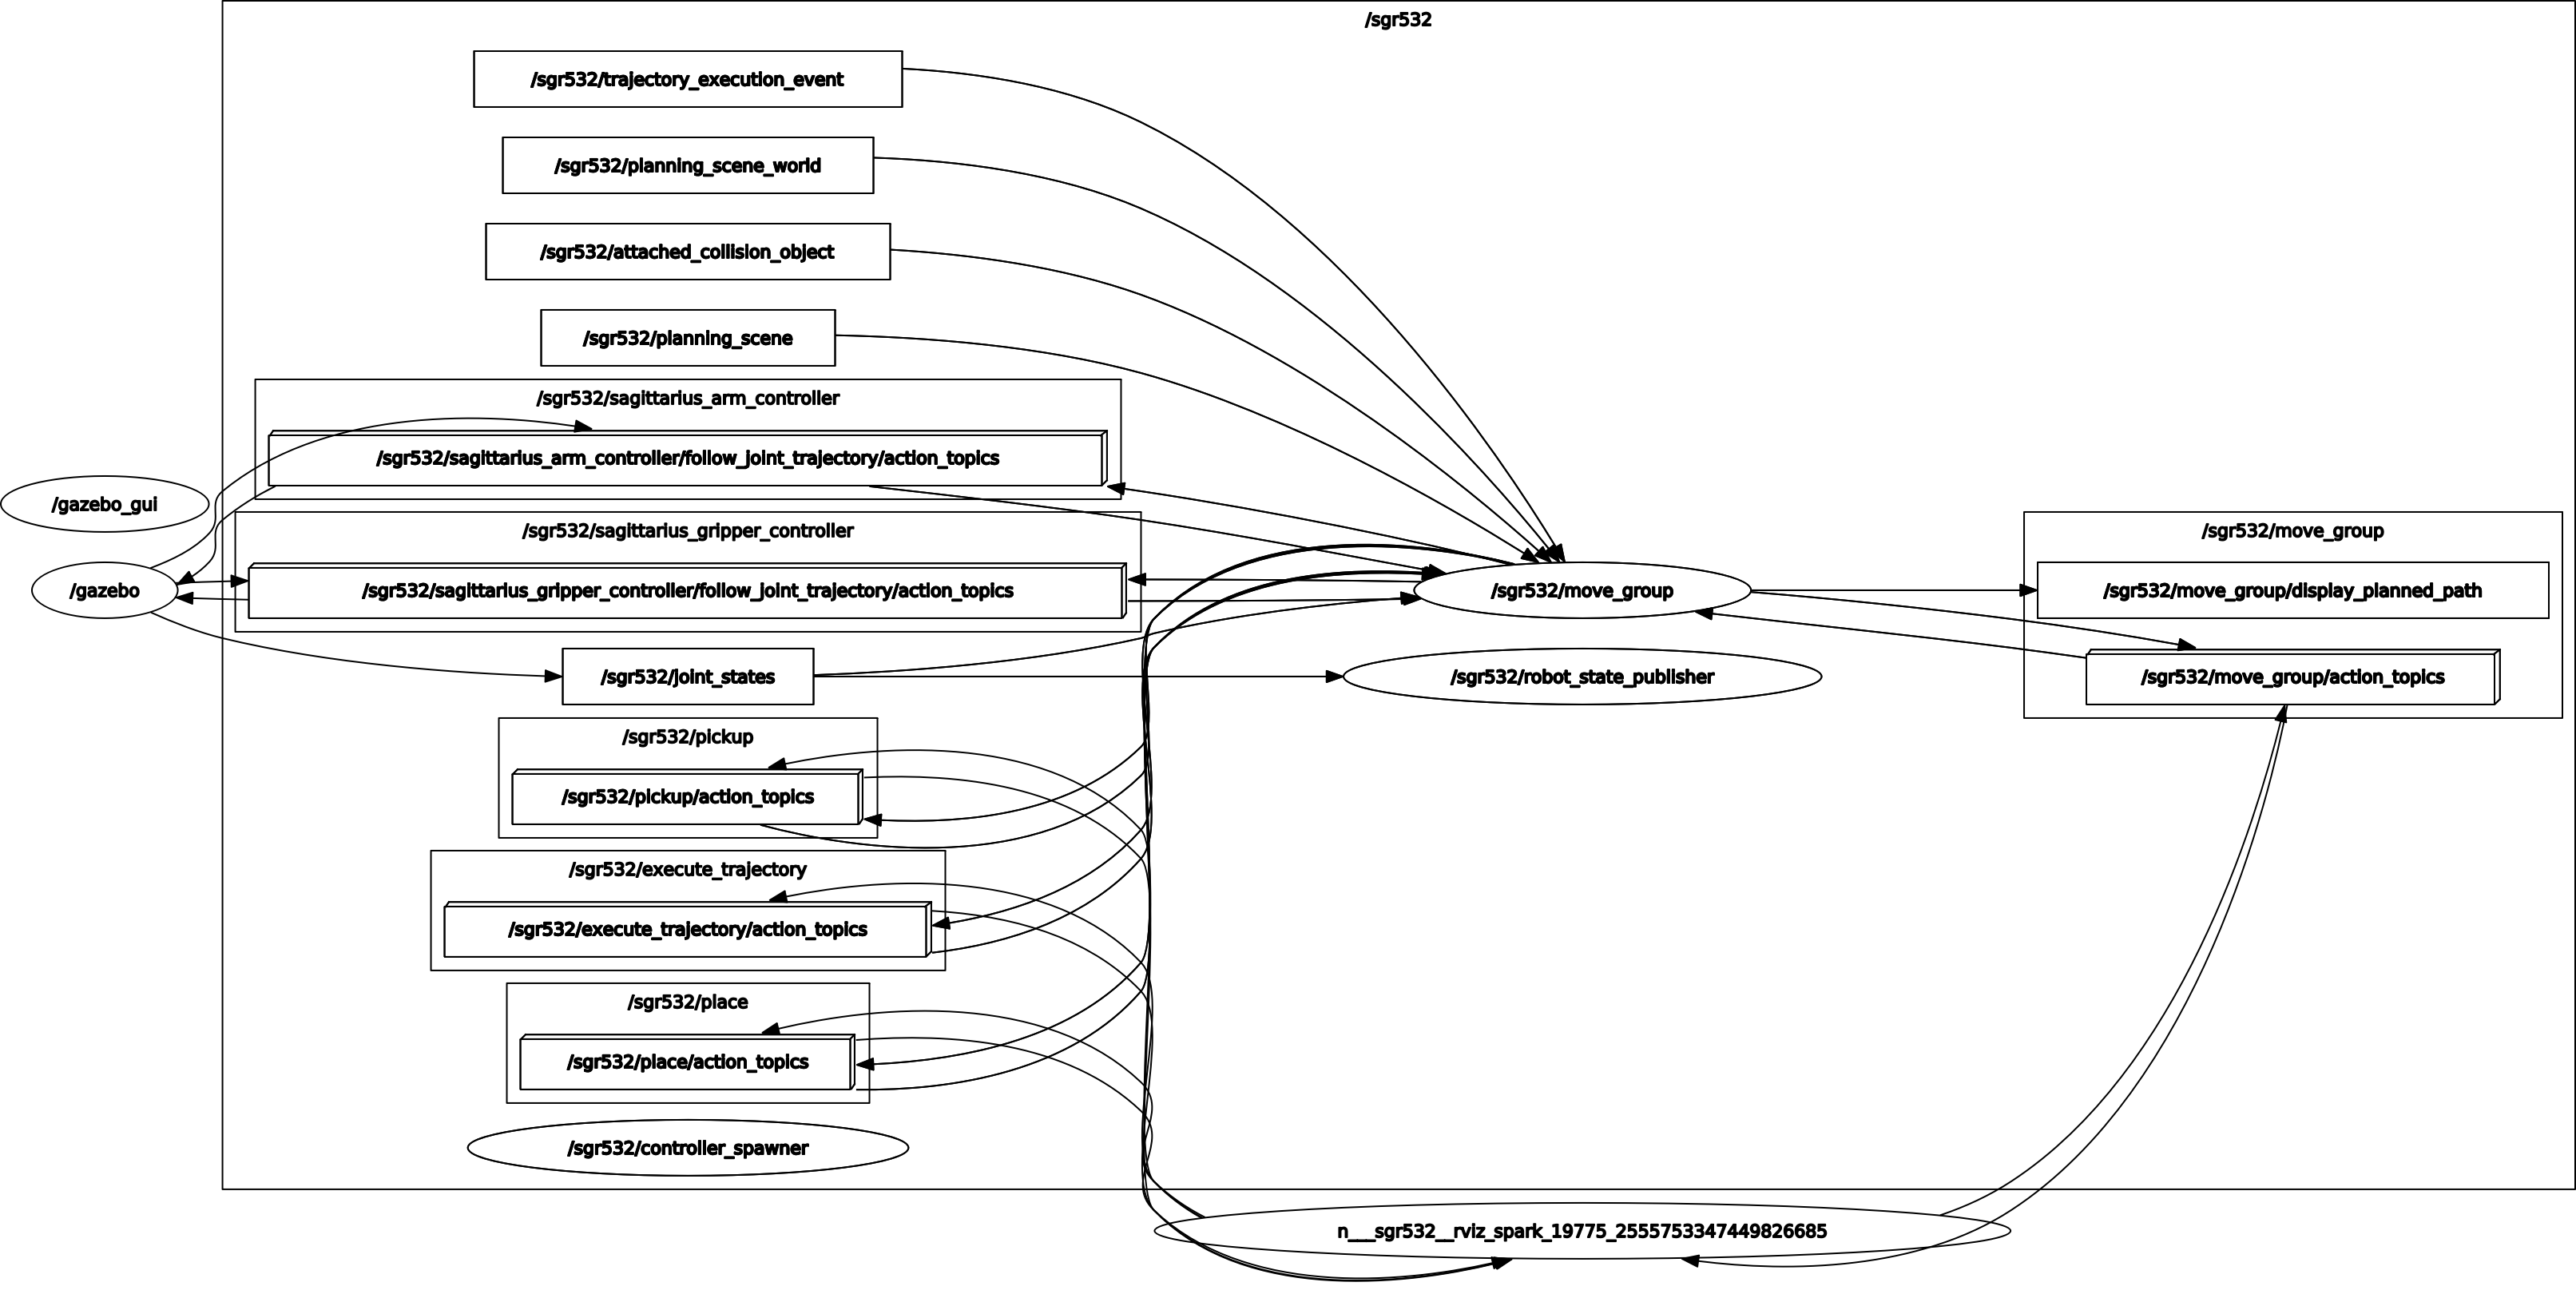 /sgr532
/sgr532/trajectory_execution_event
/sgr532/planning_scene_world
/sgr532/attached_collision_object
/sgr532/planning_scene
/sgr532/sagittarius_arm_controller
/sgr532/sagittarius_arm_controller/follow_joint_trajectory/action_topics
/gazebo_gui
/sgr532/sagittarius_gripper_controller
/sgr532/move_group
/gazebo
/sgr532/sagittarius_gripper_controller/follow_joint_trajectory/action_topics
/sgr532/move_group
/sgr532/move_group/display_planned_path
/sgr532/joint_states
/sgr532/robot_state_publisher
/sgr532/move_group/action_topics
/sgr532/pickup
/sgr532/pickup/action_topics
/sgr532/execute_trajectory
/sgr532/execute_trajectory/action_topics
/sgr532/place
/sgr532/place/action_topics
/sgr532/controller_spawner
n___sgr532__rviz_spark_19775_2555753347449826685